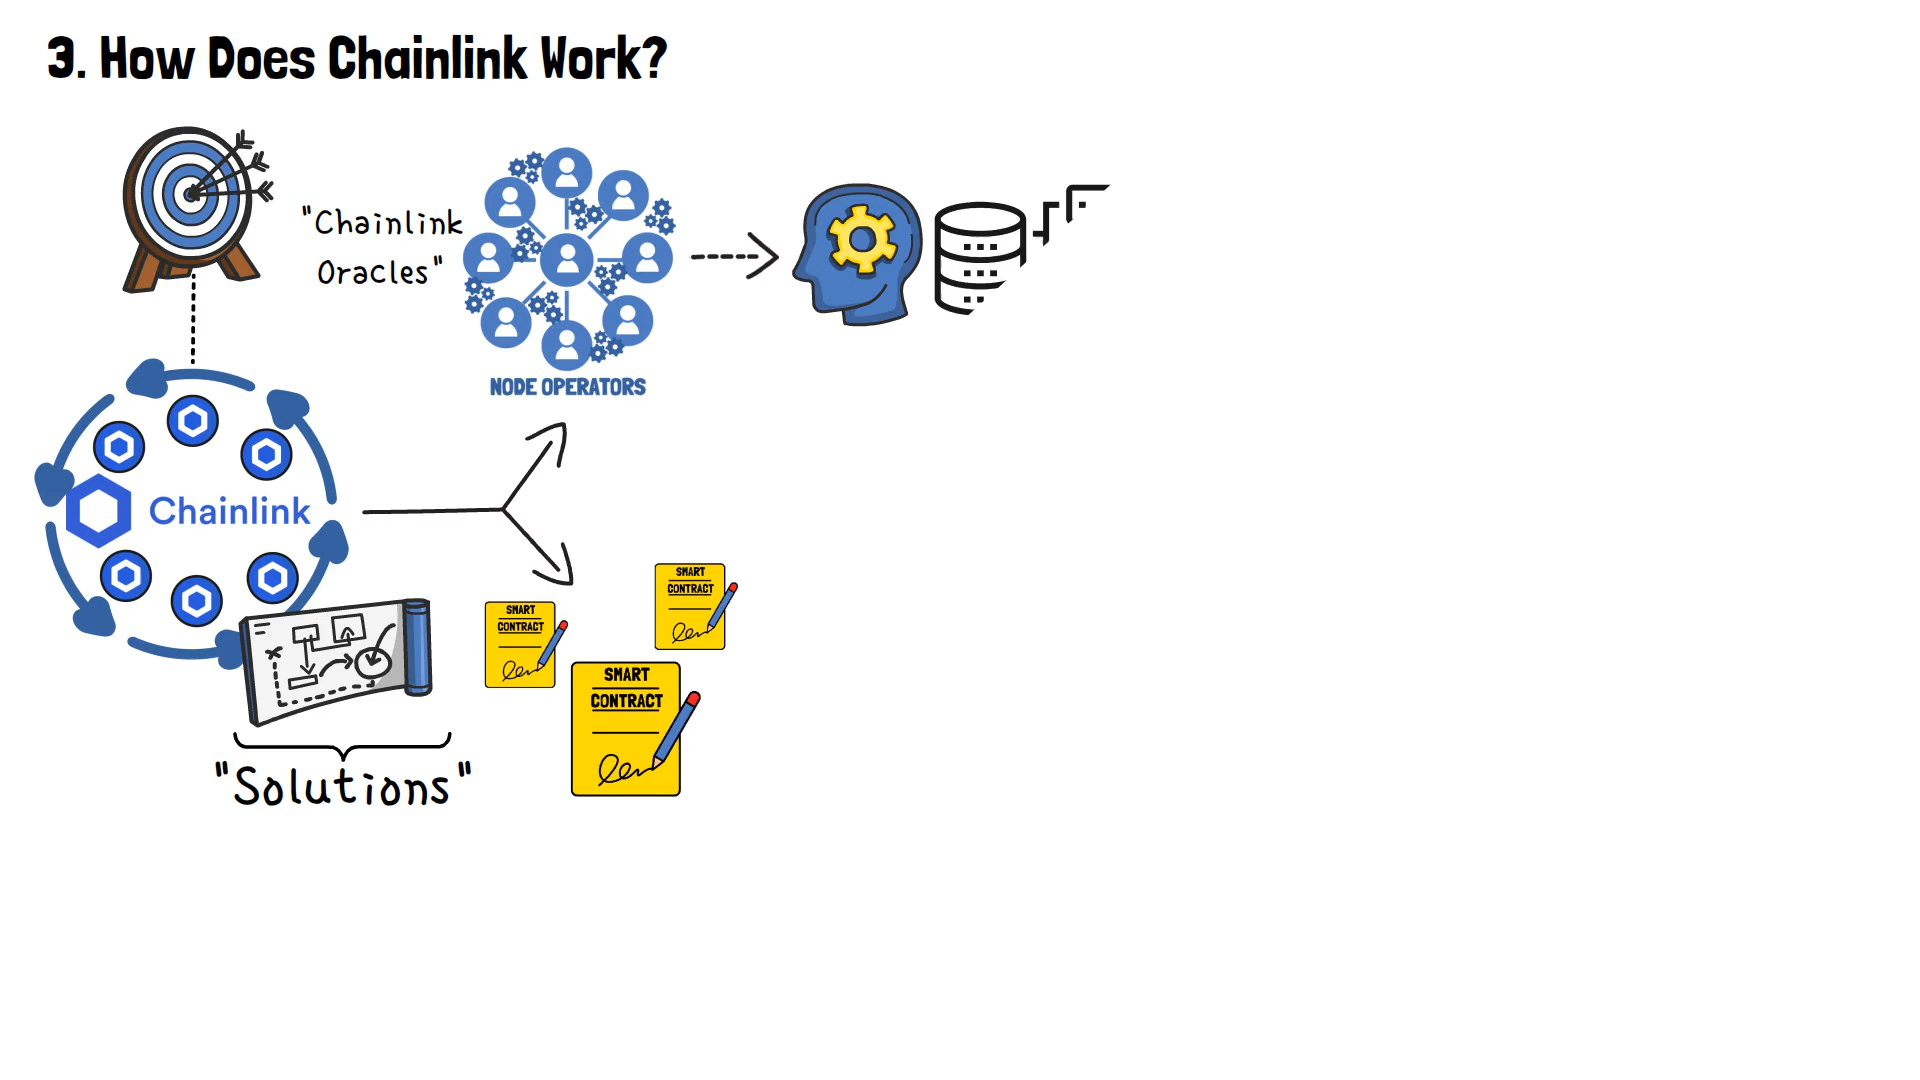 3. How Does Chainlink Work?
"Chainlink
Oracles"
NODE OPERATORS
Chainlink
"Solutions"
SMART
CONTRACT
SMART
CONTRACT
SMART
CONTRACT